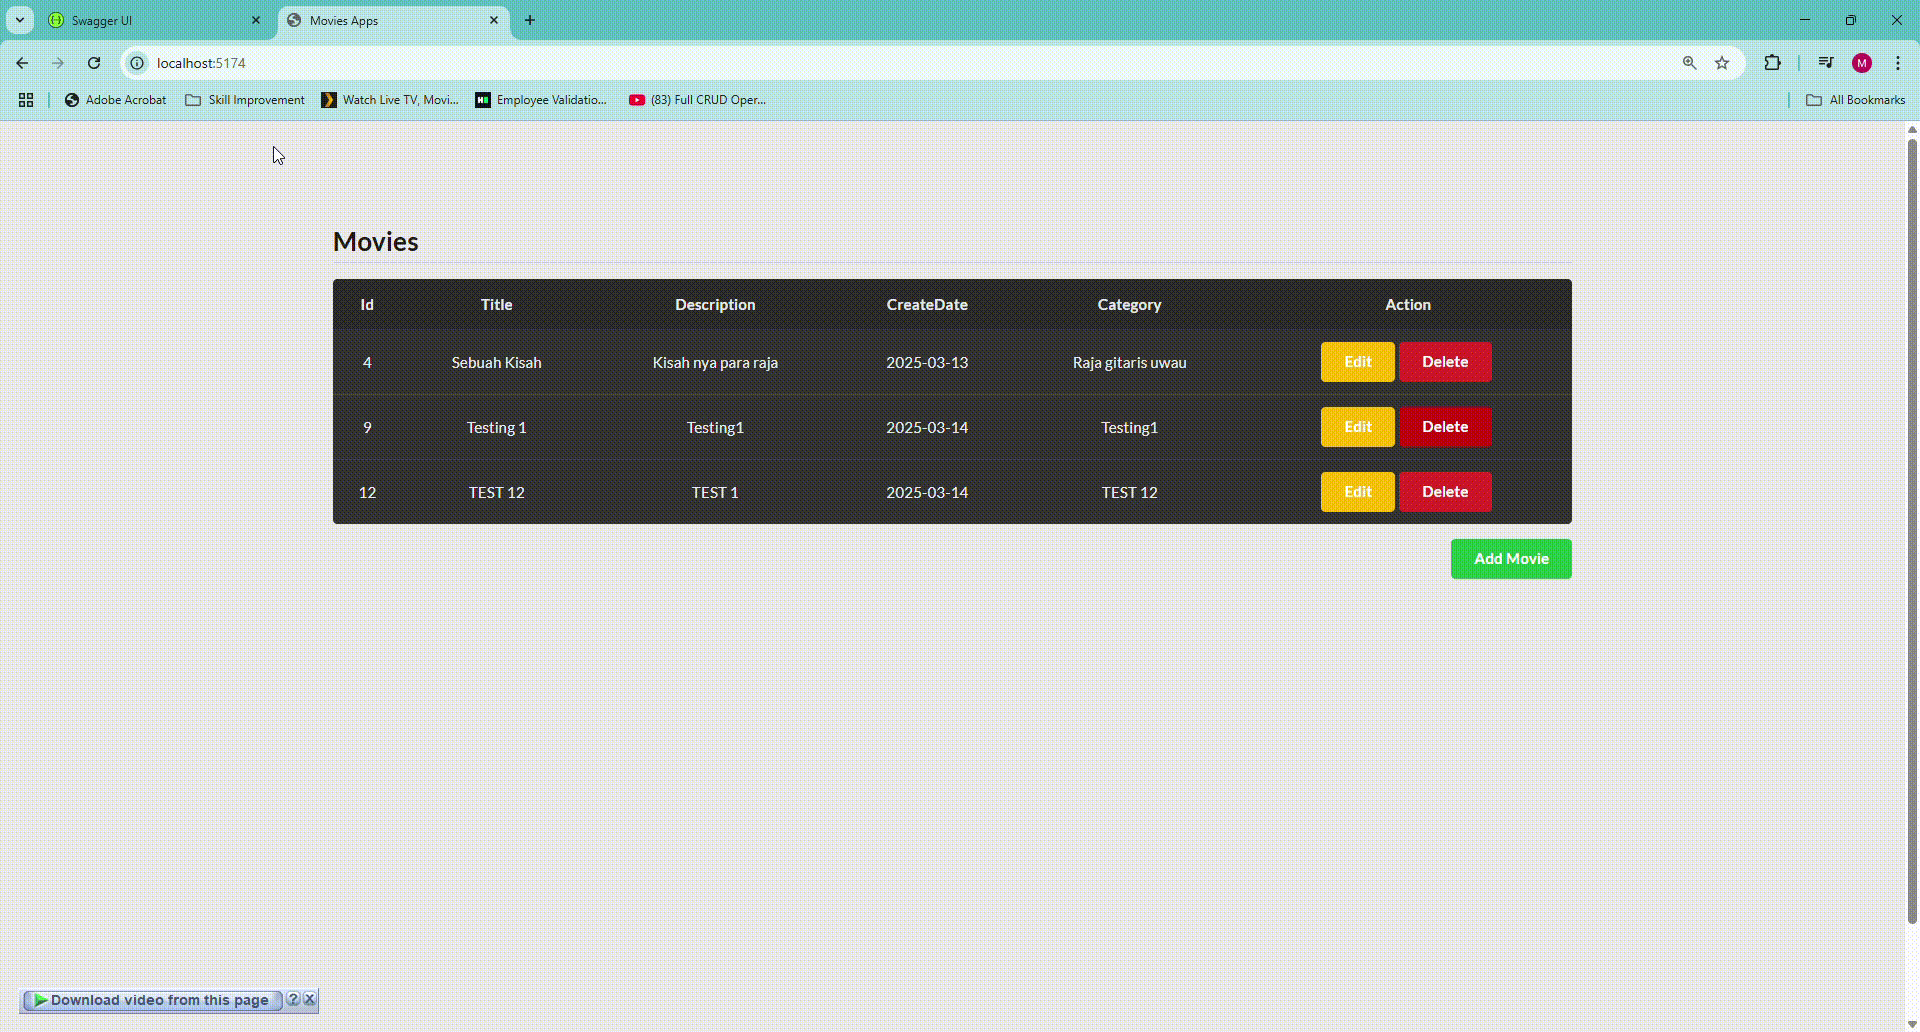 Swagger UI
Movies Apps
localhost:5174
M
Adobe Acrobat Skill Improvement Watch Live TV, Movi... Employee Validatio... (83) Full CRUD Oper... All Bookmarks
Movies
Id Title Description CreateDate Category Action
4 Sebuah Kisah Kisah nya para raja 2025-03-13 Raja gitaris uwau Edit Delete
9 Testing 1 Testing1 2025-03-14 Testing1 Edit Delete
12 TEST 12 TEST 1 2025-03-14 TEST 12 Edit Delete
Add Movie
Download video from this page ? X